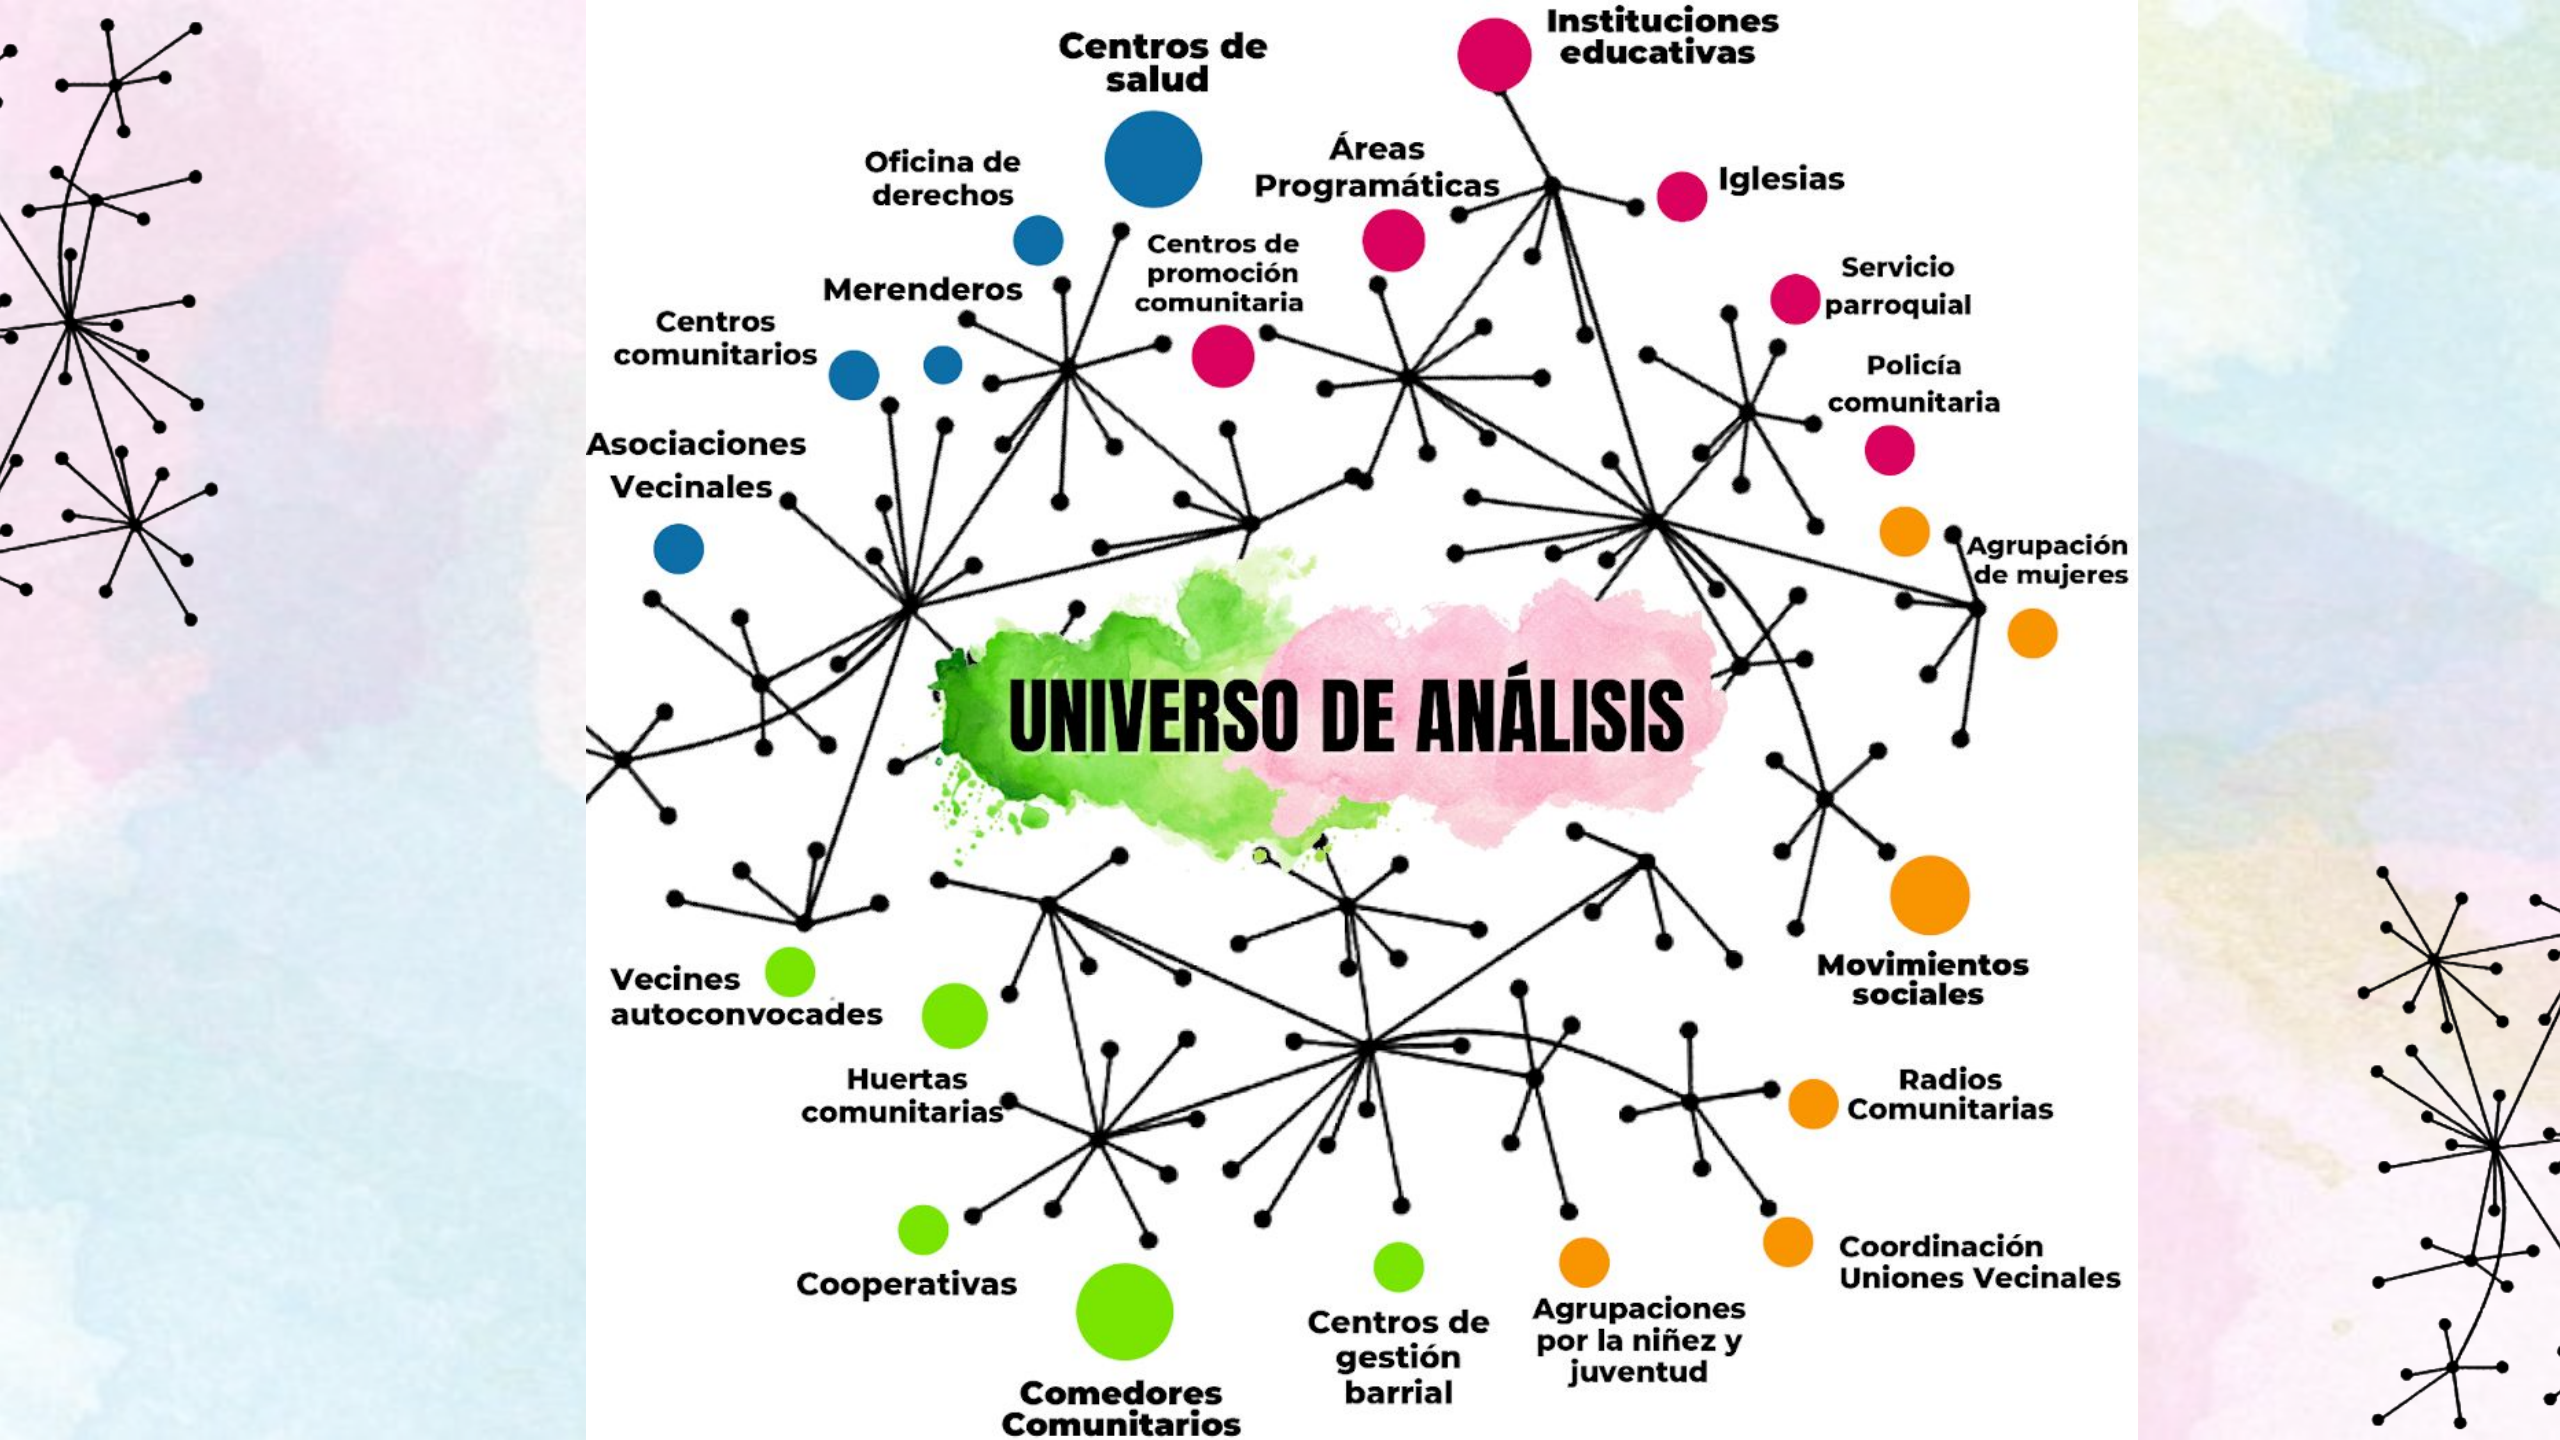 Instituciones
educativas
Centros de
salud
Áreas
Programáticas
Oficina de
derechos
Iglesias
Centros de
promoción
comunitaria
Servicio
parroquial
Merenderos
Centros
comunitarios
Policía
comunitaria
Asociaciones
Vecinales
Agrupación
de mujeres
UNIVERSO DE ANÁLISIS
Vecines
autoconvocades
Movimientos
sociales
Huertas
comunitarias
Radios
Comunitarias
Cooperativas
Coordinación
Uniones Vecinales
Centros de
gestión
barrial
Agrupaciones
por la niñez y
juventud
Comedores
Comunitarios